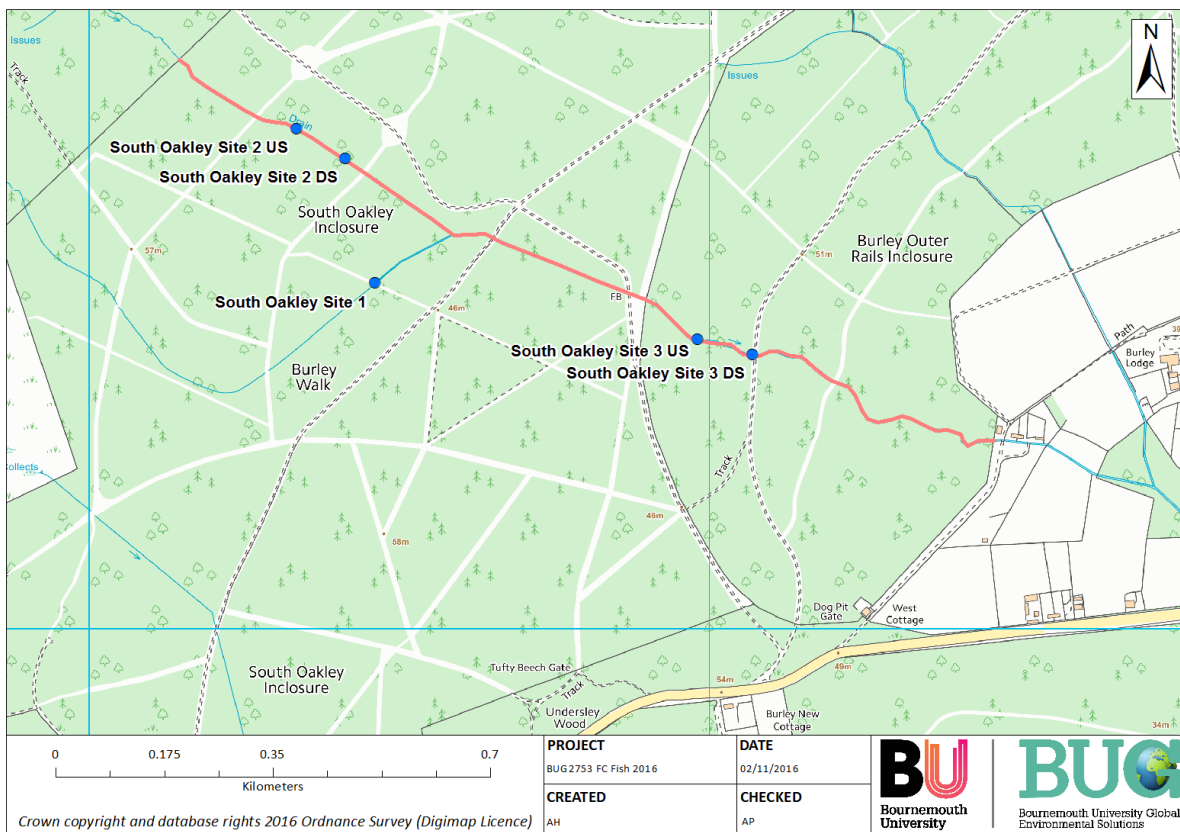 Issues
N
Track
Issues
Drain
South Oakley Site 2 US
South Oakley Site 2 DS
South Oakley
Inclosure
57m
Burley Outer
Rails Inclosure
51m
South Oakley Site 1
46m
FB
South Oakley Site 3 US
South Oakley Site 3 DS
Path
Burley
Lodge
Burley
Walk
Collects
Track
46m
58m
Dog Pit
Gate
West
Cottage
South Oakley
Inclosure
Tufty Beech Gate
Track
49m
54m
Undersley
Wood
Burley New
Cottage
34m
0 0.175 0.35 0.7
Kilometers
Crown copyright and database rights 2016 Ordnance Survey (Digimap Licence)
PROJECT
BUG2753 FC Fish 2016
DATE
02/11/2016
CREATED
AH
CHECKED
AP
BU
Bournemouth
University
BUG
Bournemouth University Global
Environmental Solutions